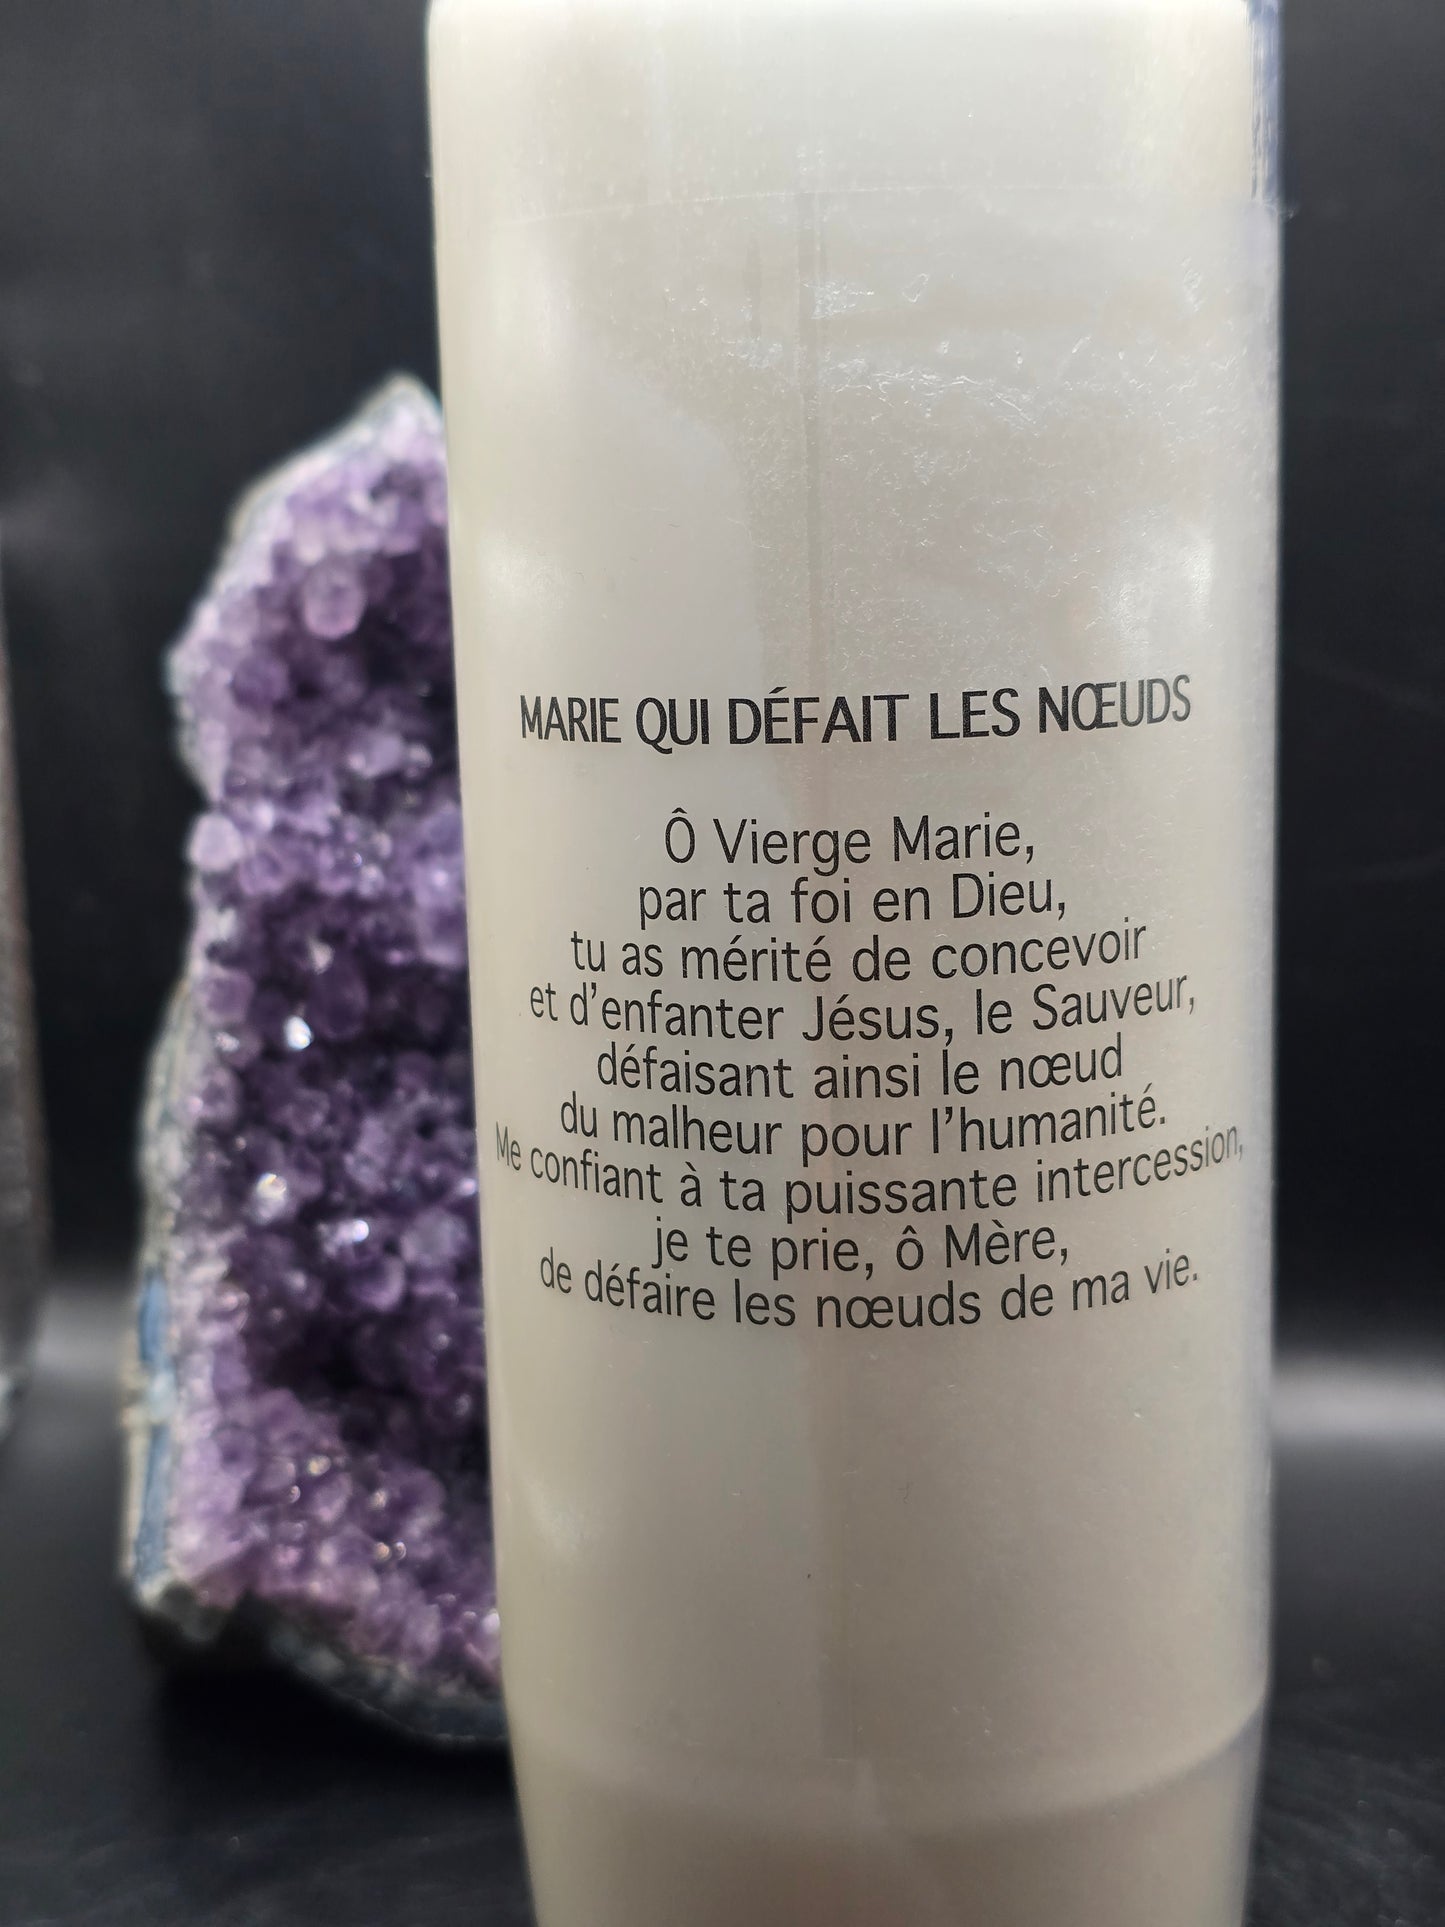 MARIE QUI DÉFAIT LES NŒUDS
Ô Vierge Marie,
par ta foi en Dieu,
tu as mérité de concevoir
et d’enfanter Jésus, le Sauveur,
défaisant ainsi le nœud
du malheur pour l’humanité.
Me confiant à ta puissante intercession,
je te prie, ô Mère,
de défaire les nœuds de ma vie.